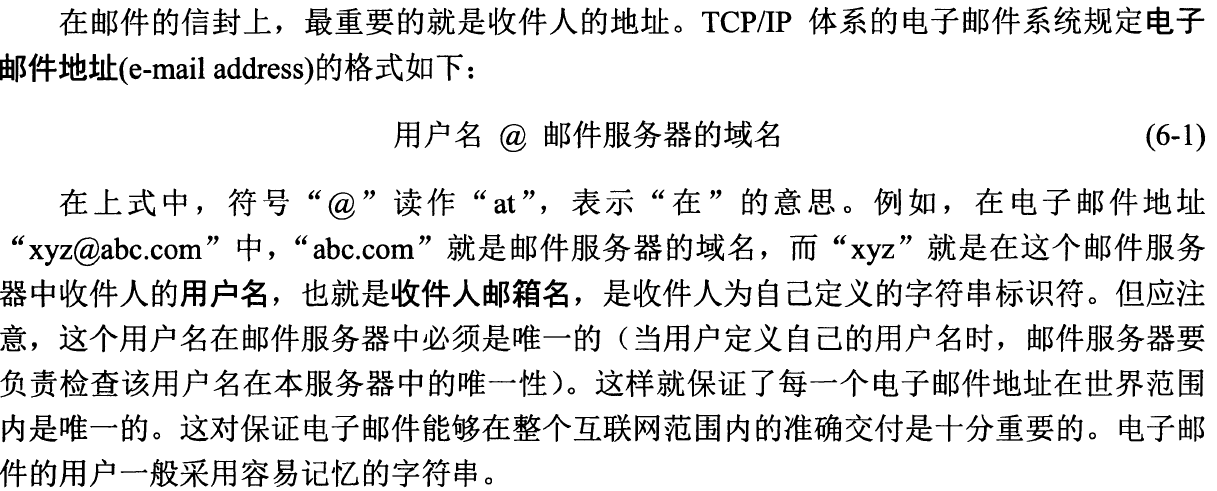 在邮件的信封上，最重要的就是收件人的地址。TCP/IP 体系的电子邮件系统规定电子
邮件地址(e-mail address)的格式如下：
用户名 @ 邮件服务器的域名 (6-1)
在上式中，符号“@”读作“at”，表示“在”的意思。例如，在电子邮件地址
“xyz@abc.com”中，“abc.com”就是邮件服务器的域名，而“xyz”就是在这个邮件服务
器中收件人的用户名，也就是收件人邮箱名，是收件人为自己定义的字符串标识符。但应注
意，这个用户名在邮件服务器中必须是唯一的（当用户定义自己的用户名时，邮件服务器要
负责检查该用户名在本服务器中的唯一性）。这样就保证了每一个电子邮件地址在世界范围
内是唯一的。这对保证电子邮件能够在整个互联网范围内的准确交付是十分重要的。电子邮
件的用户一般采用容易记忆的字符串。